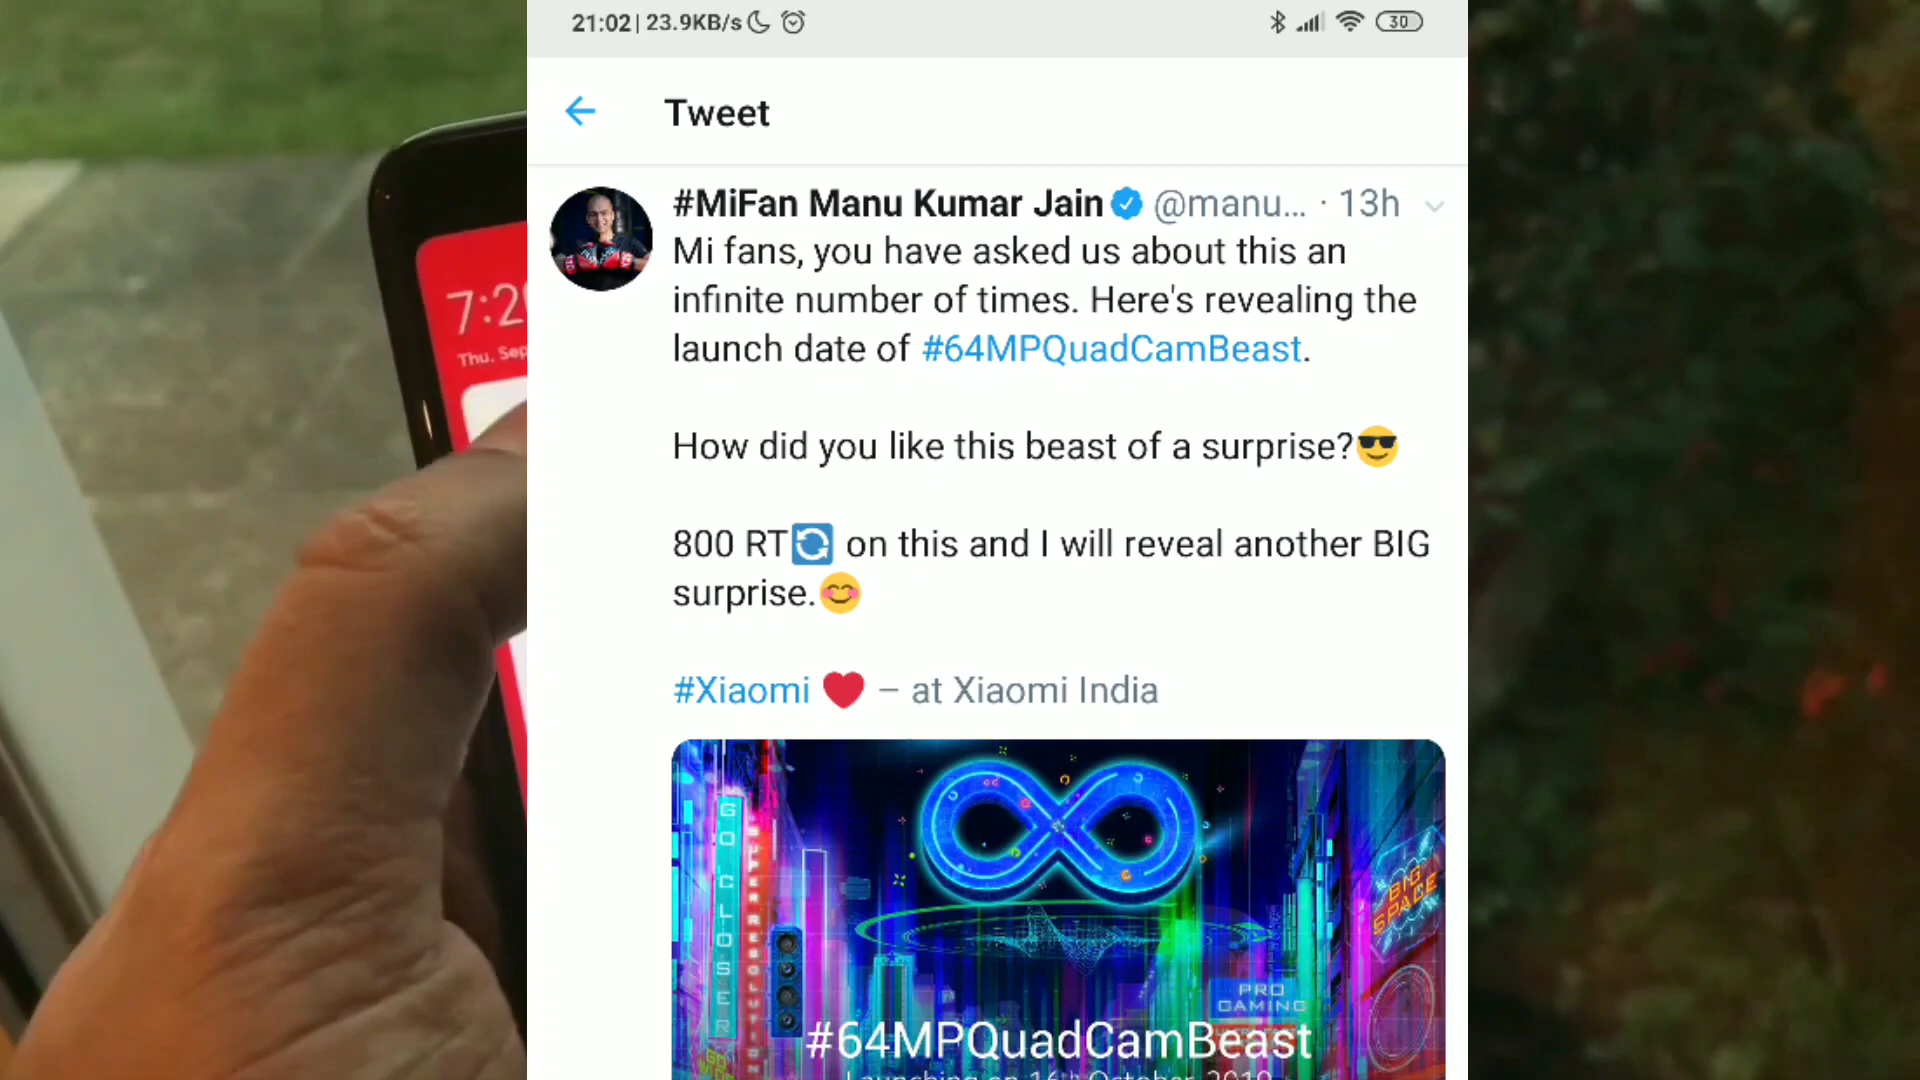 21:02 | 23.9KB/s
30
Tweet
#MiFan Manu Kumar Jain @manu... · 13h
Mi fans, you have asked us about this an
infinite number of times. Here's revealing the
launch date of #64MPQuadCamBeast.
How did you like this beast of a surprise?😎
800 RT🔄 on this and I will reveal another BIG
surprise.😊
#Xiaomi ❤ – at Xiaomi India
GO CLOSER
SUPER RESOLUTION
BIG
SPACE
PRO
GAMING
#64MPQuadCamBeast
Launching on 16th October, 2019
7:2
Thu, Sep